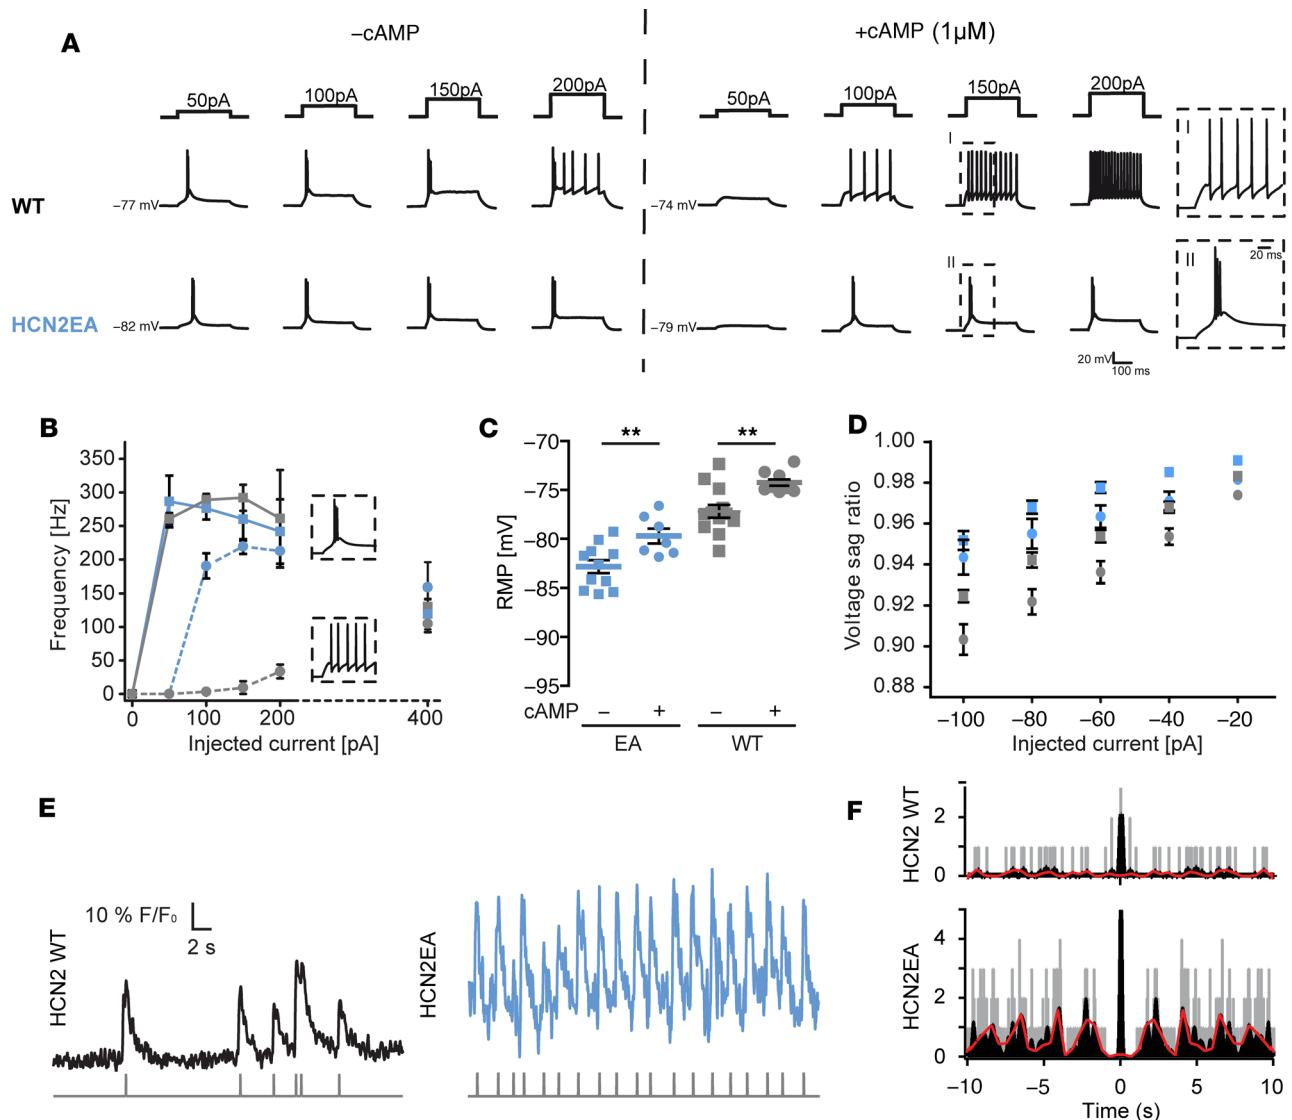 A
–cAMP
+cAMP (1µM)
50pA
100pA
150pA
200pA
50pA
100pA
150pA
200pA
I
I
WT
–77 mV
–74 mV
II
II
20 ms
HCN2EA
–82 mV
–79 mV
20 mV
100 ms
B
Frequency [Hz]
350
300
250
200
150
100
50
0
0
100
200
400
Injected current [pA]
C
**
**
RMP [mV]
–70
–75
–80
–85
–90
–95
cAMP
–
+
–
+
EA
WT
D
Voltage sag ratio
1.00
0.98
0.96
0.94
0.92
0.90
0.88
–100
–80
–60
–40
–20
Injected current [pA]
E
HCN2 WT
10 % F/F₀
2 s
HCN2EA
F
HCN2 WT
2
0
HCN2EA
4
2
0
–10
–5
0
5
10
Time (s)